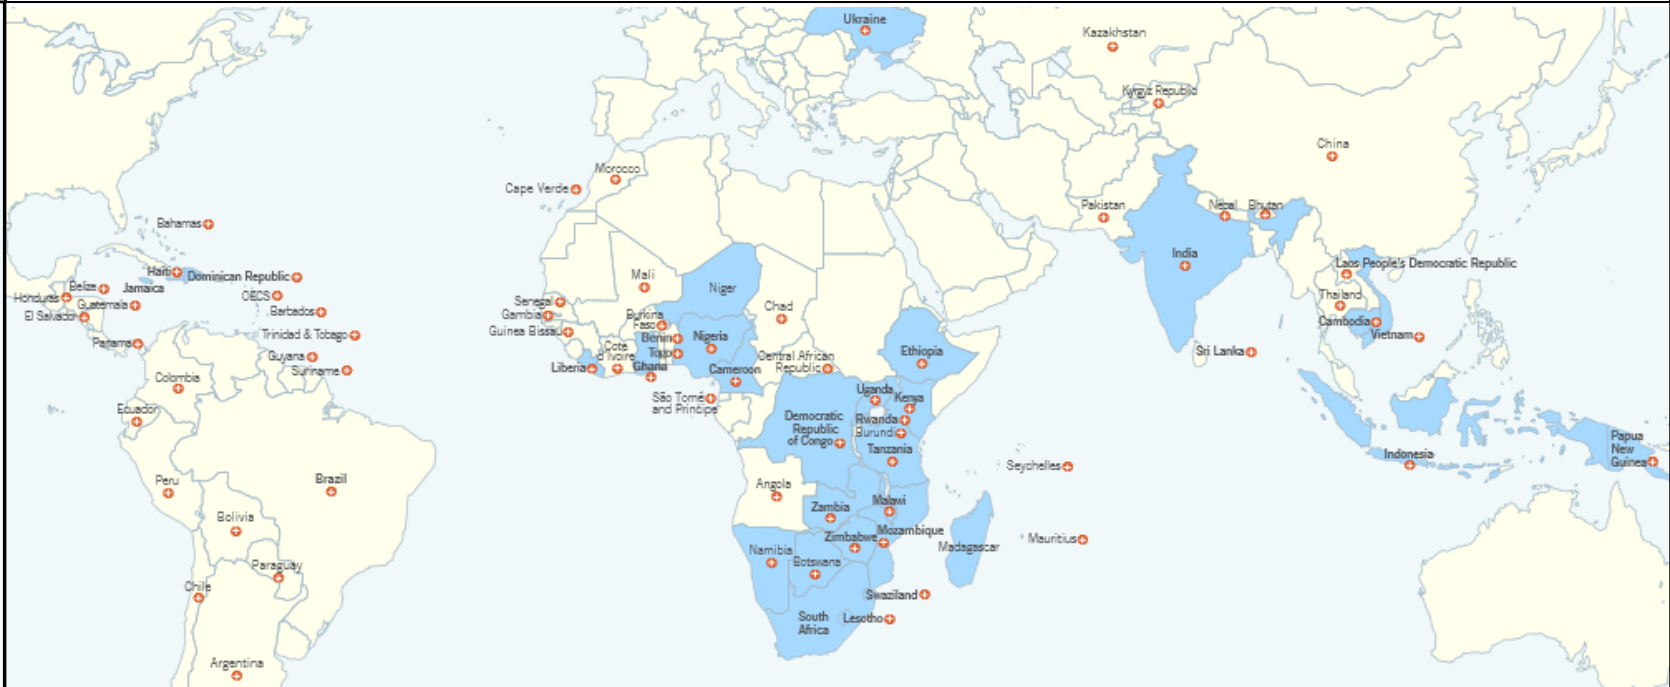 Ukraine
Kazakhstan
Kyrgyz Republic
China
Morocco
Cape Verde
Pakistan
Nepal
Bhutan
Bahamas
India
Laos People's Democratic Republic
Haiti
Dominican Republic
Mali
Niger
Belize
Jamaica
Honduras
Guatemala
OECS
El Salvador
Barbados
Senegal
Gambia
Burkina
Faso
Chad
Thailand
Guinea Bissau
Benin
Nigeria
Cambodia
Vietnam
Trinidad & Tobago
Panama
Cote
d'Ivoire
Togo
Ethiopia
Sri Lanka
Guyana
Suriname
Liberia
Ghana
Cameroon
Central African
Republic
Colombia
São Tomé
and Principe
Uganda
Kenya
Ecuador
Democratic
Republic
of Congo
Rwanda
Burundi
Tanzania
Indonesia
Papua
New
Guinea
Seychelles
Peru
Brazil
Angola
Zambia
Malawi
Bolivia
Zimbabwe
Mozambique
Madagascar
Mauritius
Namibia
Botswana
Paraguay
Chile
Swaziland
South
Africa
Lesotho
Argentina